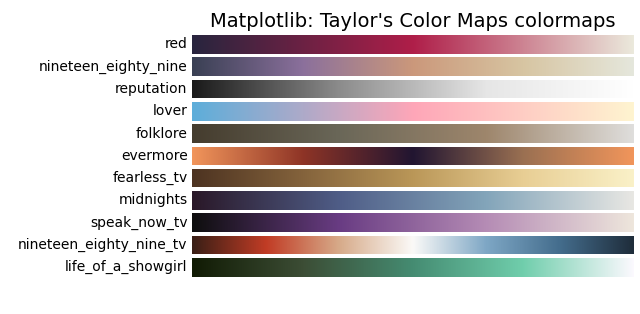 Matplotlib: Taylor's Color Maps colormaps
red
nineteen_eighty_nine
reputation
lover
folklore
evermore
fearless_tv
midnights
speak_now_tv
nineteen_eighty_nine_tv
life_of_a_showgirl